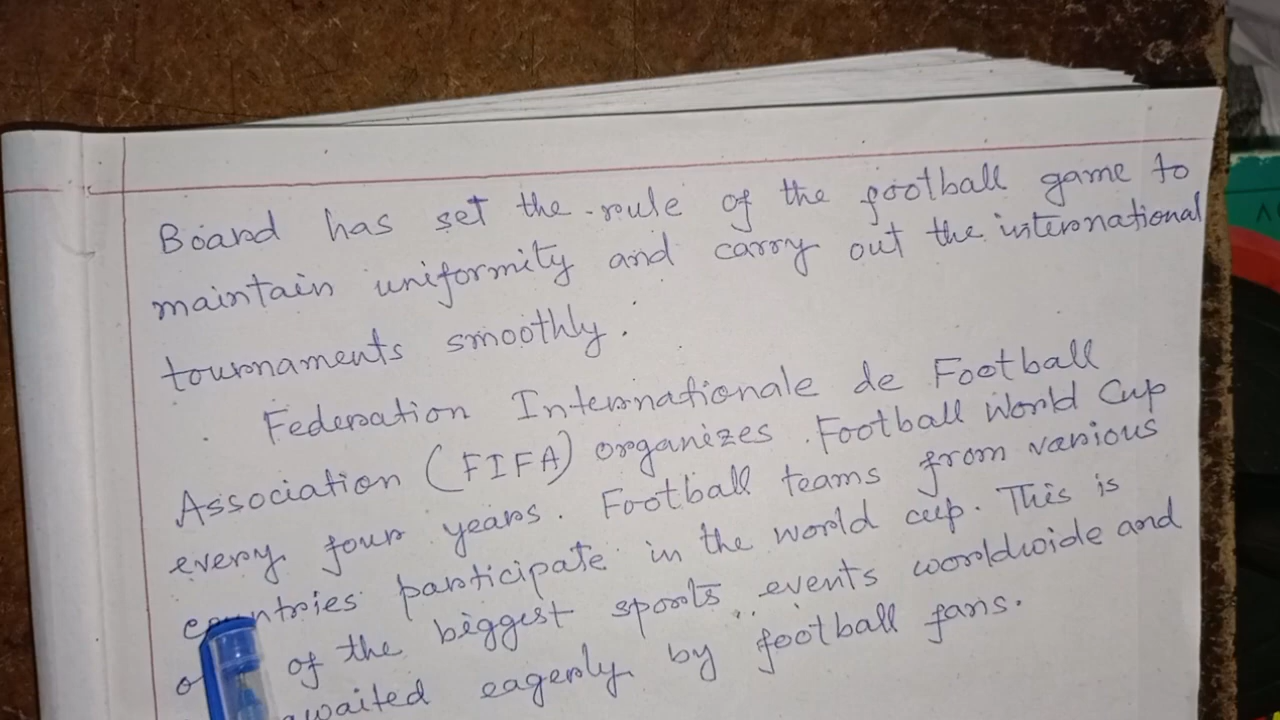 Board has set the rule of the football game to
maintain uniformity and carry out the international
tournaments smoothly.
Federation Internationale de Football
Association (FIFA) organizes Football World Cup
every four years. Football teams from various
countries participate in the world cup. This is
of the biggest sports events worldwide and
awaited eagerly by football fans.